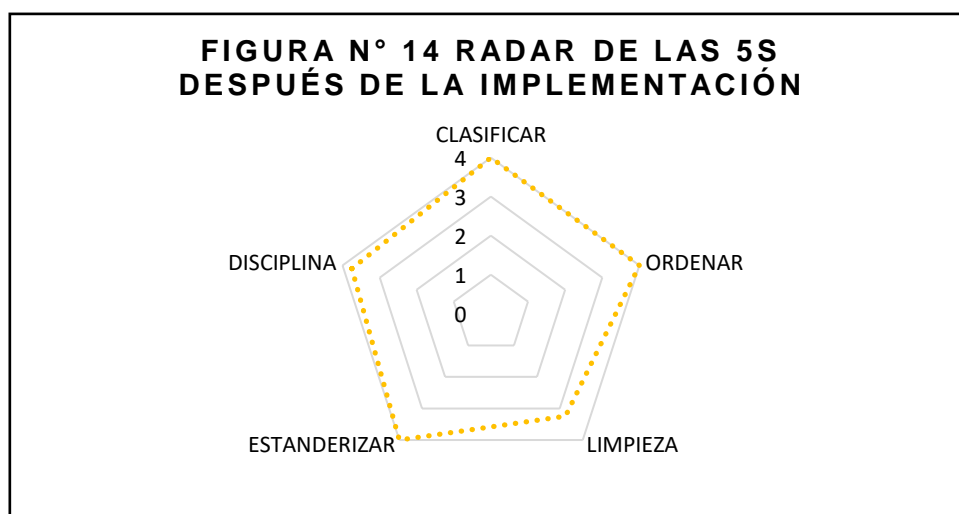 FIGURA N° 14 RADAR DE LAS 5S
DESPUÉS DE LA IMPLEMENTACIÓN
CLASIFICAR
4
3
2
1
0
DISCIPLINA
ORDENAR
ESTANDERIZAR
LIMPIEZA